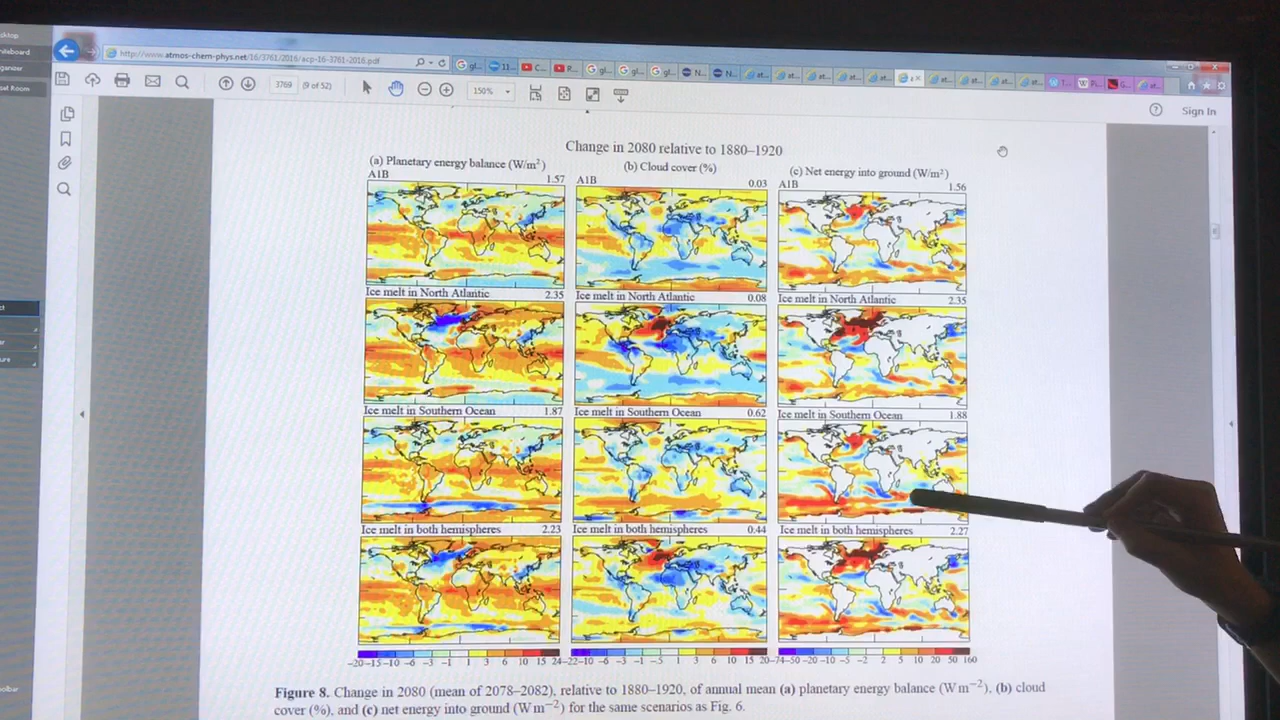 http://www.atmos-chem-phys.net/16/3761/2016/acp-16-3761-2016.pdf
3769 (9 of 52)
150%
Sign In
Change in 2080 relative to 1880–1920
(a) Planetary energy balance (W/m²) (b) Cloud cover (%) (c) Net energy into ground (W/m²)
A1B 1.57 A1B 0.03 A1B 1.56
Ice melt in North Atlantic 2.35 Ice melt in North Atlantic 0.08 Ice melt in North Atlantic 2.35
Ice melt in Southern Ocean 1.87 Ice melt in Southern Ocean 0.62 Ice melt in Southern Ocean 1.88
Ice melt in both hemispheres 2.23 Ice melt in both hemispheres 0.44 Ice melt in both hemispheres 2.27
−20 −15 −10 −6 −3 −1 1 3 6 10 15 24 −22 −10 −6 −3 −1 −.5 1 3 6 10 15 20 −74 −50 −20 −10 −5 −2 2 5 10 20 50 160
Figure 8. Change in 2080 (mean of 2078–2082), relative to 1880–1920, of annual mean (a) planetary energy balance (W m⁻²), (b) cloud
cover (%), and (c) net energy into ground (W m⁻²) for the same scenarios as Fig. 6.